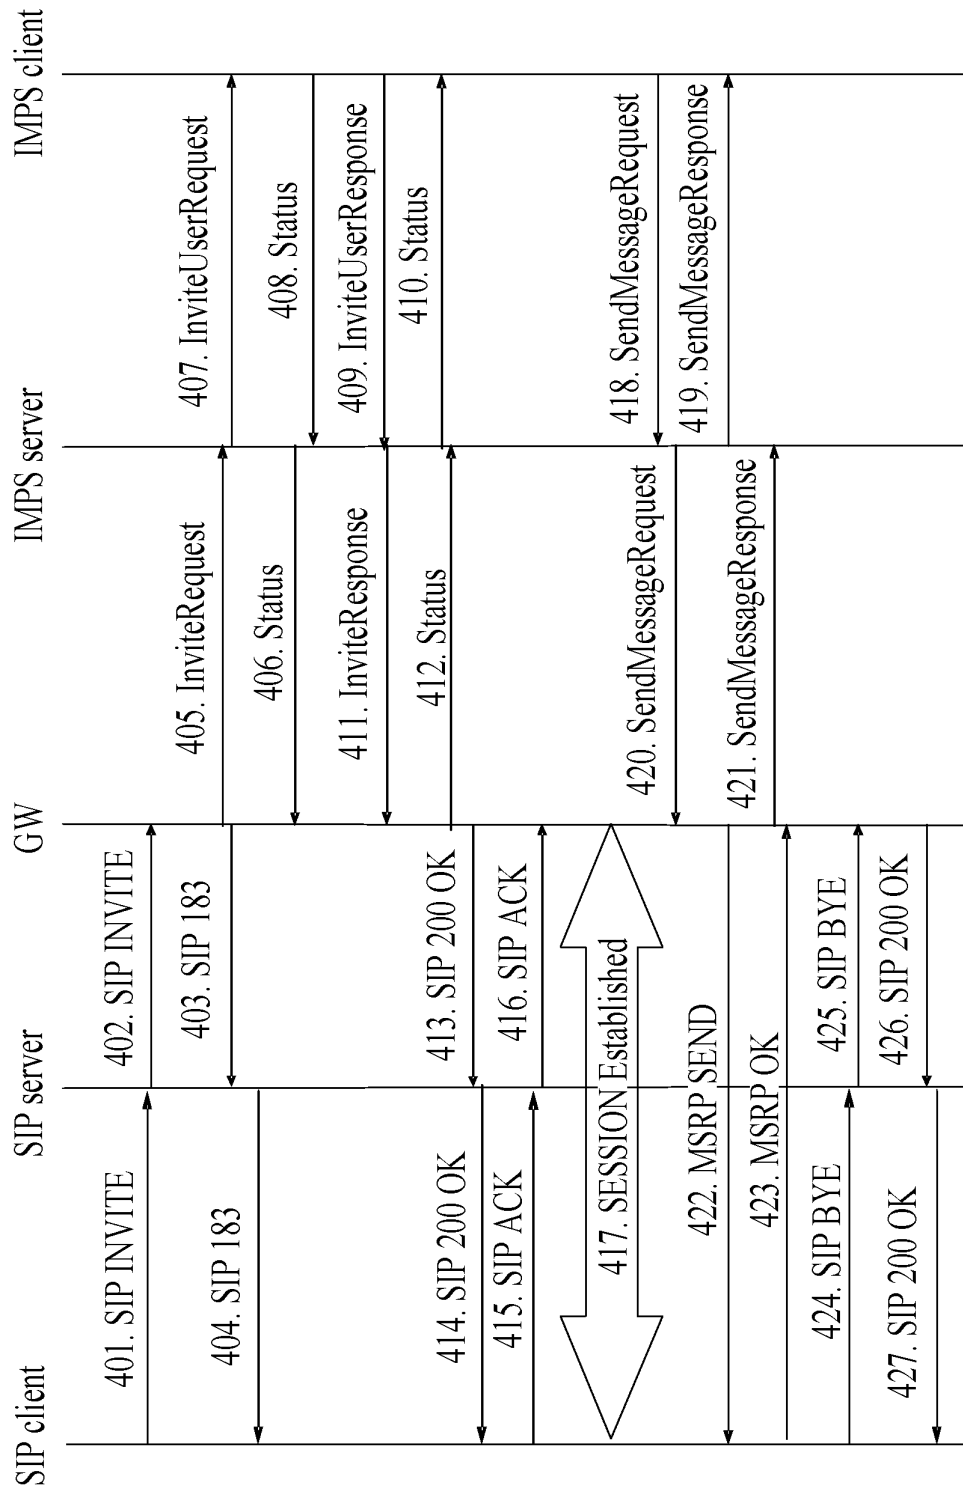 SIP client
SIP server
GW
IMPS server
IMPS client
401. SIP INVITE
402. SIP INVITE
403. SIP 183
404. SIP 183
405. InviteRequest
406. Status
407. InviteUserRequest
408. Status
409. InviteUserResponse
410. Status
411. InviteResponse
412. Status
413. SIP 200 OK
414. SIP 200 OK
415. SIP ACK
416. SIP ACK
417. SESSION Established
418. SendMessageRequest
419. SendMessageResponse
420. SendMessageRequest
421. SendMessageResponse
422. MSRP SEND
423. MSRP OK
424. SIP BYE
425. SIP BYE
426. SIP 200 OK
427. SIP 200 OK